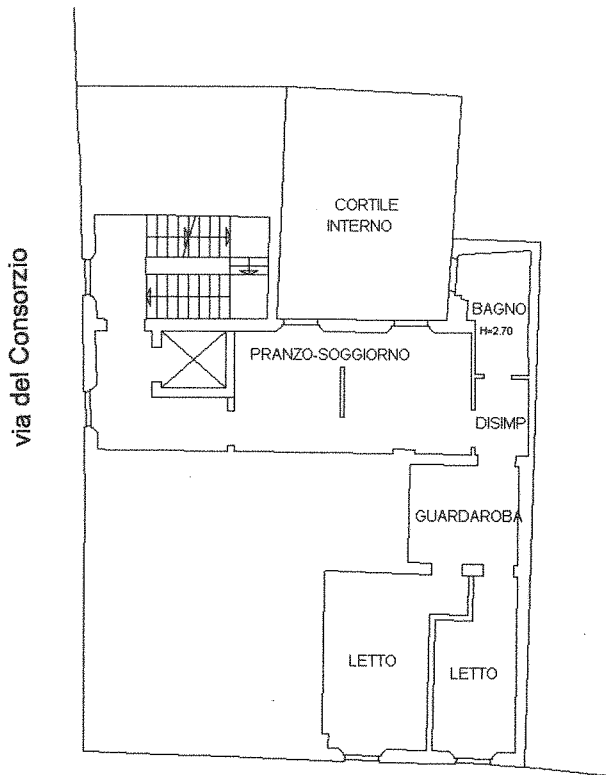 via del Consorzio
CORTILE
INTERNO
BAGNO
H=2.70
PRANZO-SOGGIORNO
DISIMP
GUARDAROBA
LETTO
LETTO